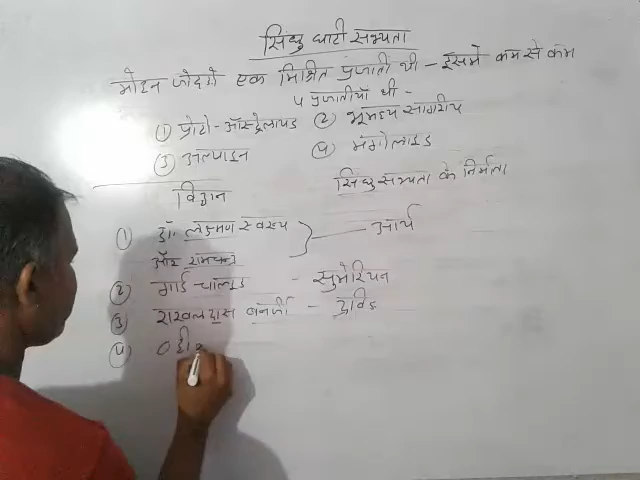 सिन्धु घाटी सभ्यता
मोहन जोदड़ो एक मिश्रित प्रजाती थी - इसमें कम से कम
4 प्रजातीयाँ थी -
① प्रोटो-ऑस्ट्रेलायड ② भूमध्य सागरीय
③ अल्पाइन ④ मंगोलाइड
विद्वान सिंधु सभ्यता के निर्माता
① डॉ. लक्ष्मण स्वरूप
और रामचन्द्र - आर्य
② गार्ड चाल्ड - सुमेरियन
③ राखलदास बनर्जी - द्रविड
④